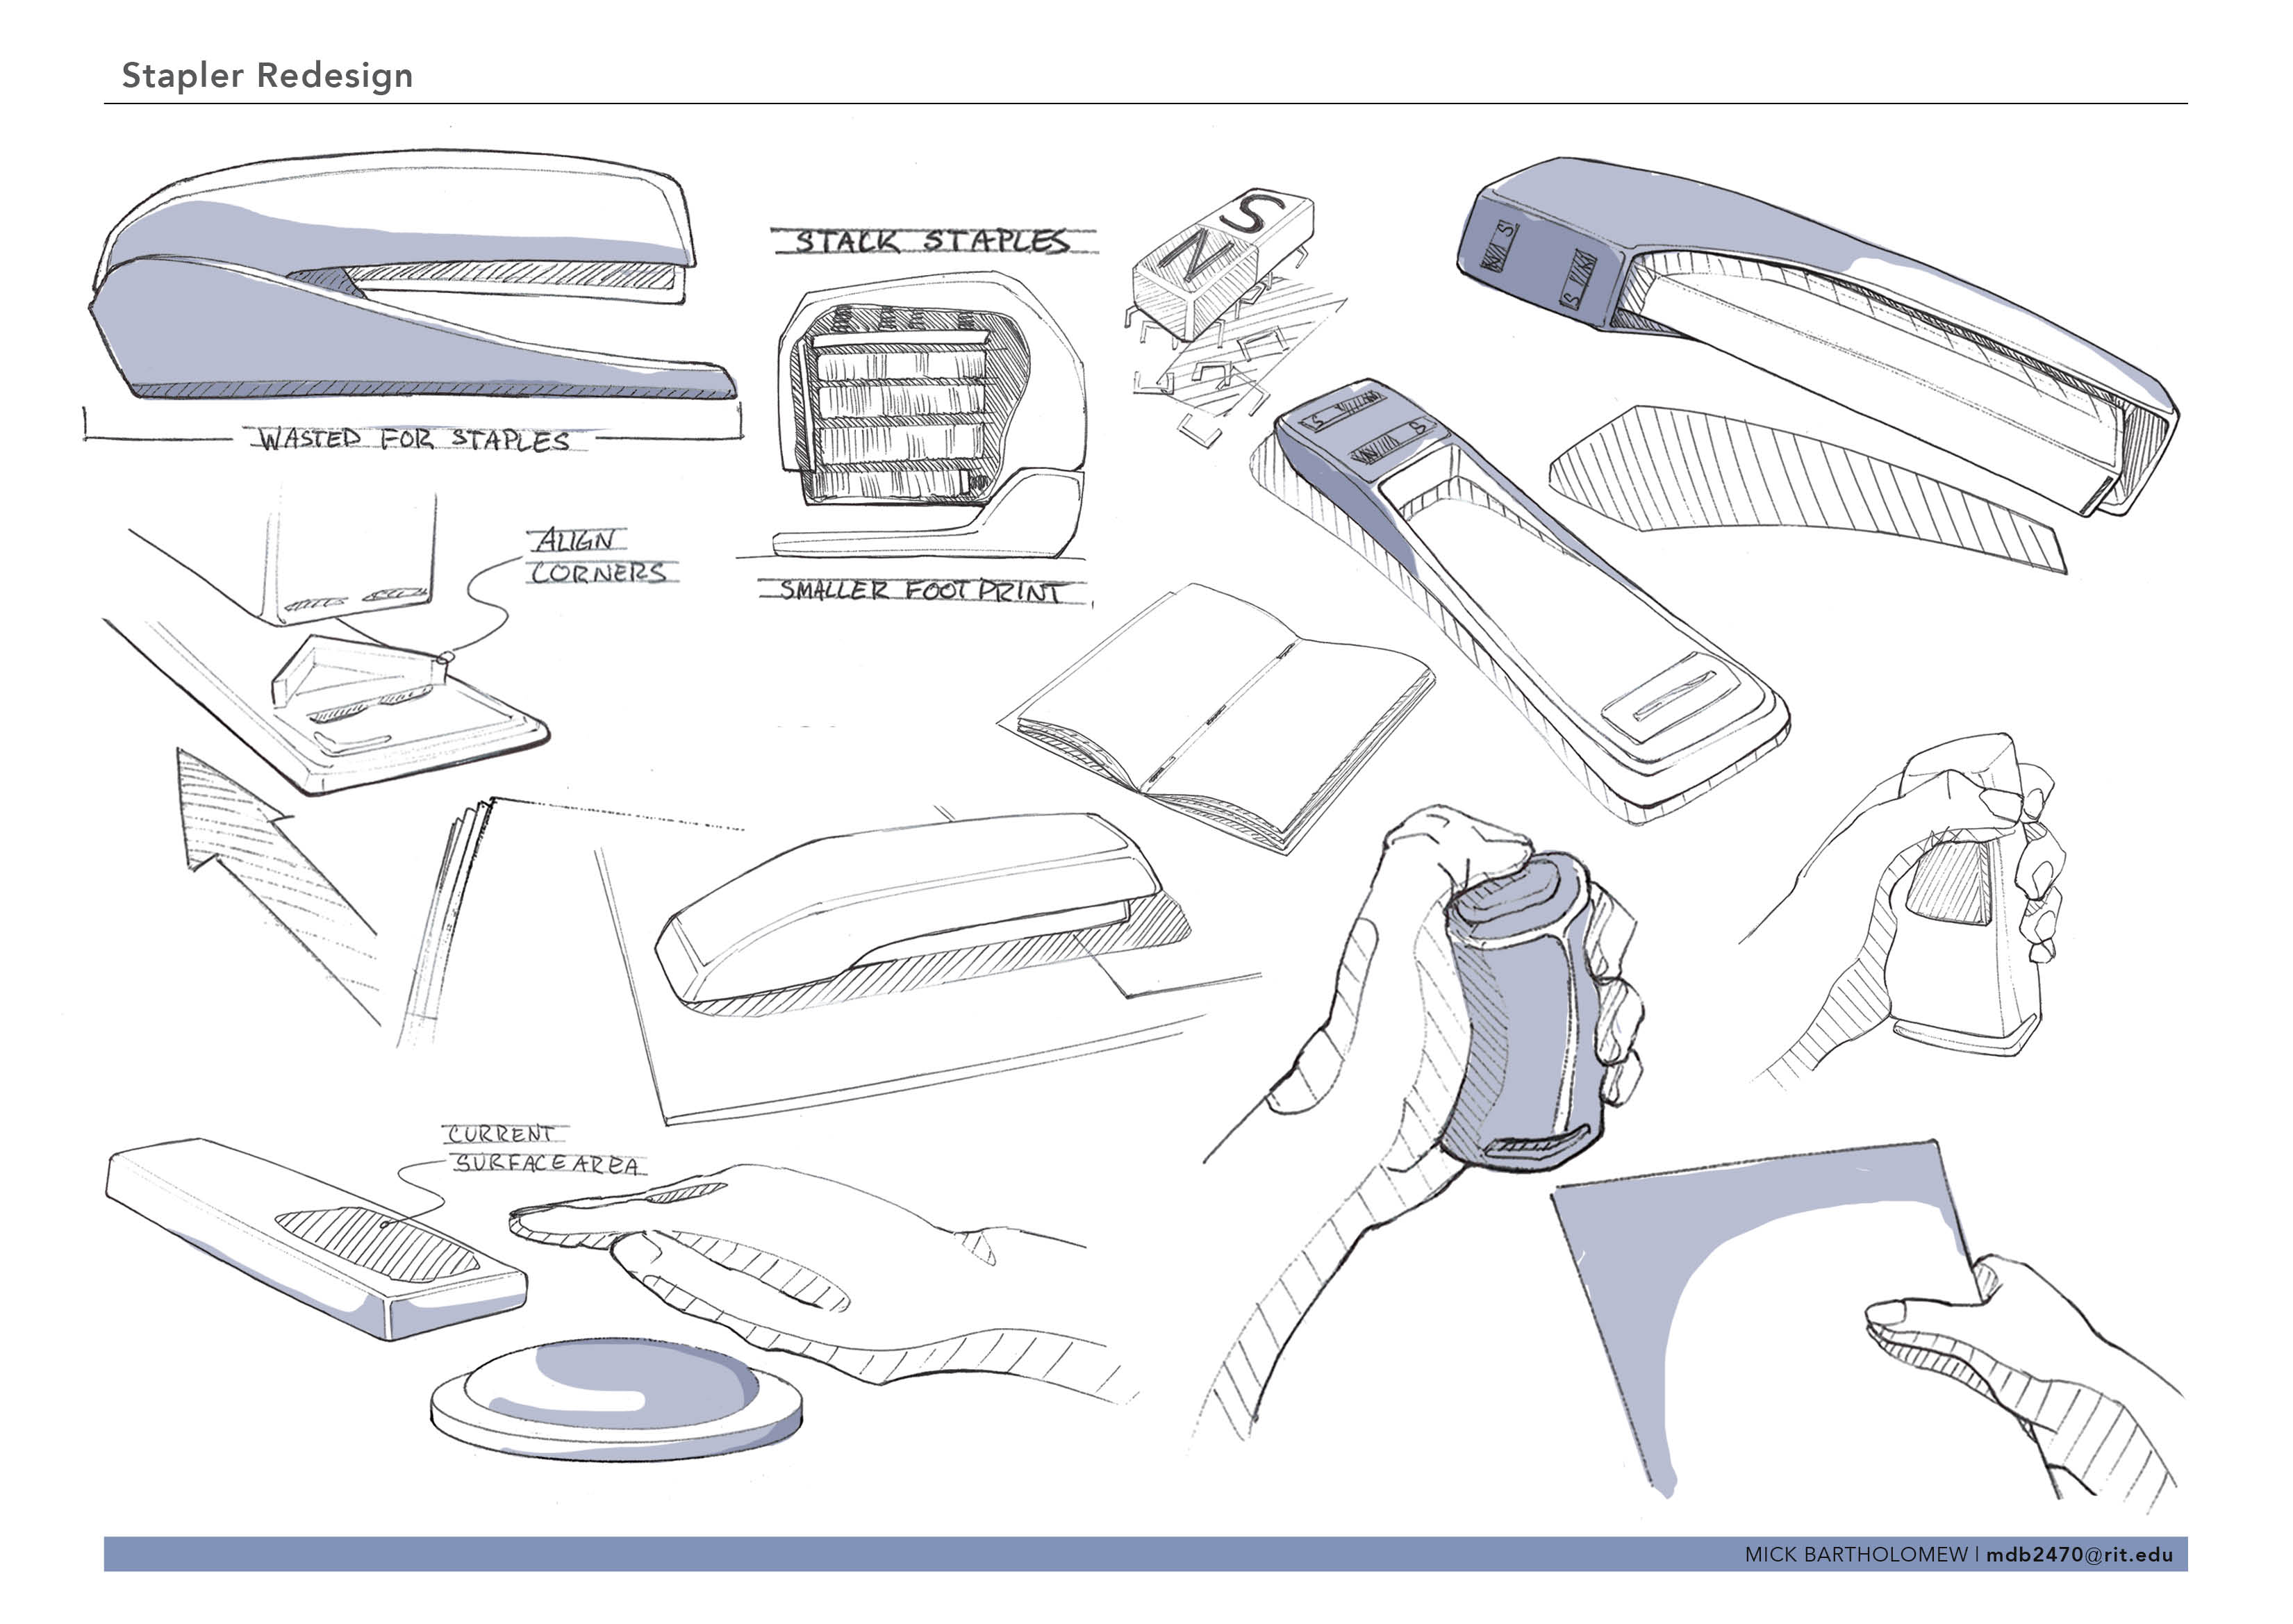 Stapler Redesign
STACK STAPLES
N S
S N
S N
WASTED FOR STAPLES
S N
N S
ALIGN
CORNERS
SMALLER FOOT PRINT
CURRENT
SURFACE AREA
MICK BARTHOLOMEW | mdb2470@rit.edu